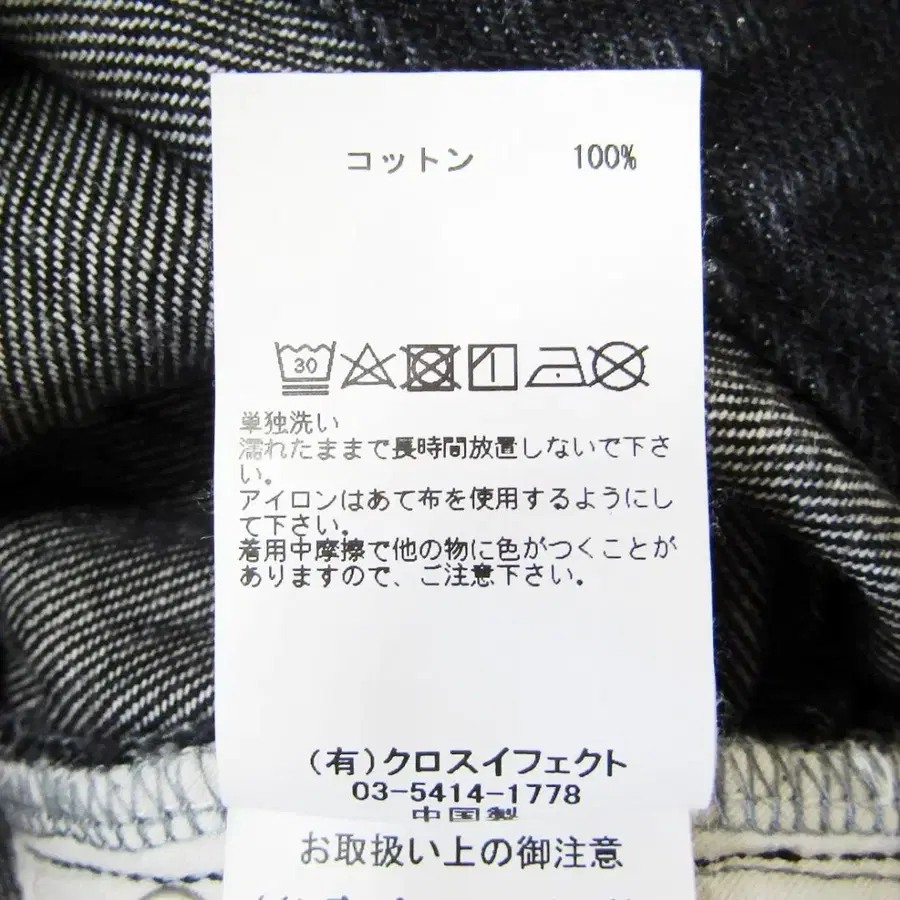 コットン 100%
30
単独洗い
濡れたままで長時間放置しないで下さ
い。
アイロンはあて布を使用するようにし
て下さい。
着用中摩擦で他の物に色がつくことが
ありますので、ご注意下さい。
(有)クロスイフェクト
03-5414-1778
中国製
お取扱い上の御注意